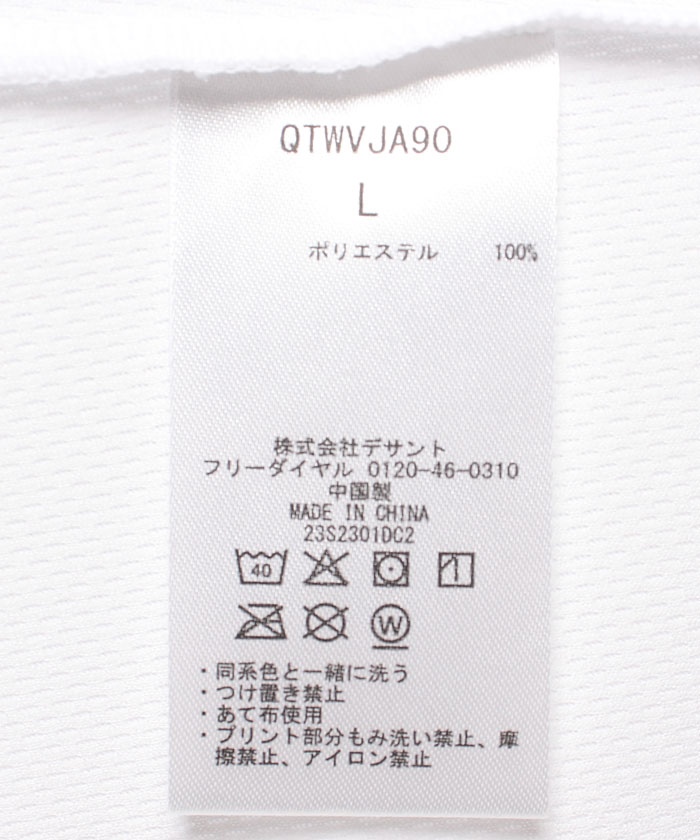 QTWVJA90
L
ポリエステル 100%
株式会社デサント
フリーダイヤル 0120-46-0310
中国製
MADE IN CHINA
23S2301DC2
40
W
・同系色と一緒に洗う
・つけ置き禁止
・あて布使用
・プリント部分もみ洗い禁止、摩
擦禁止、アイロン禁止